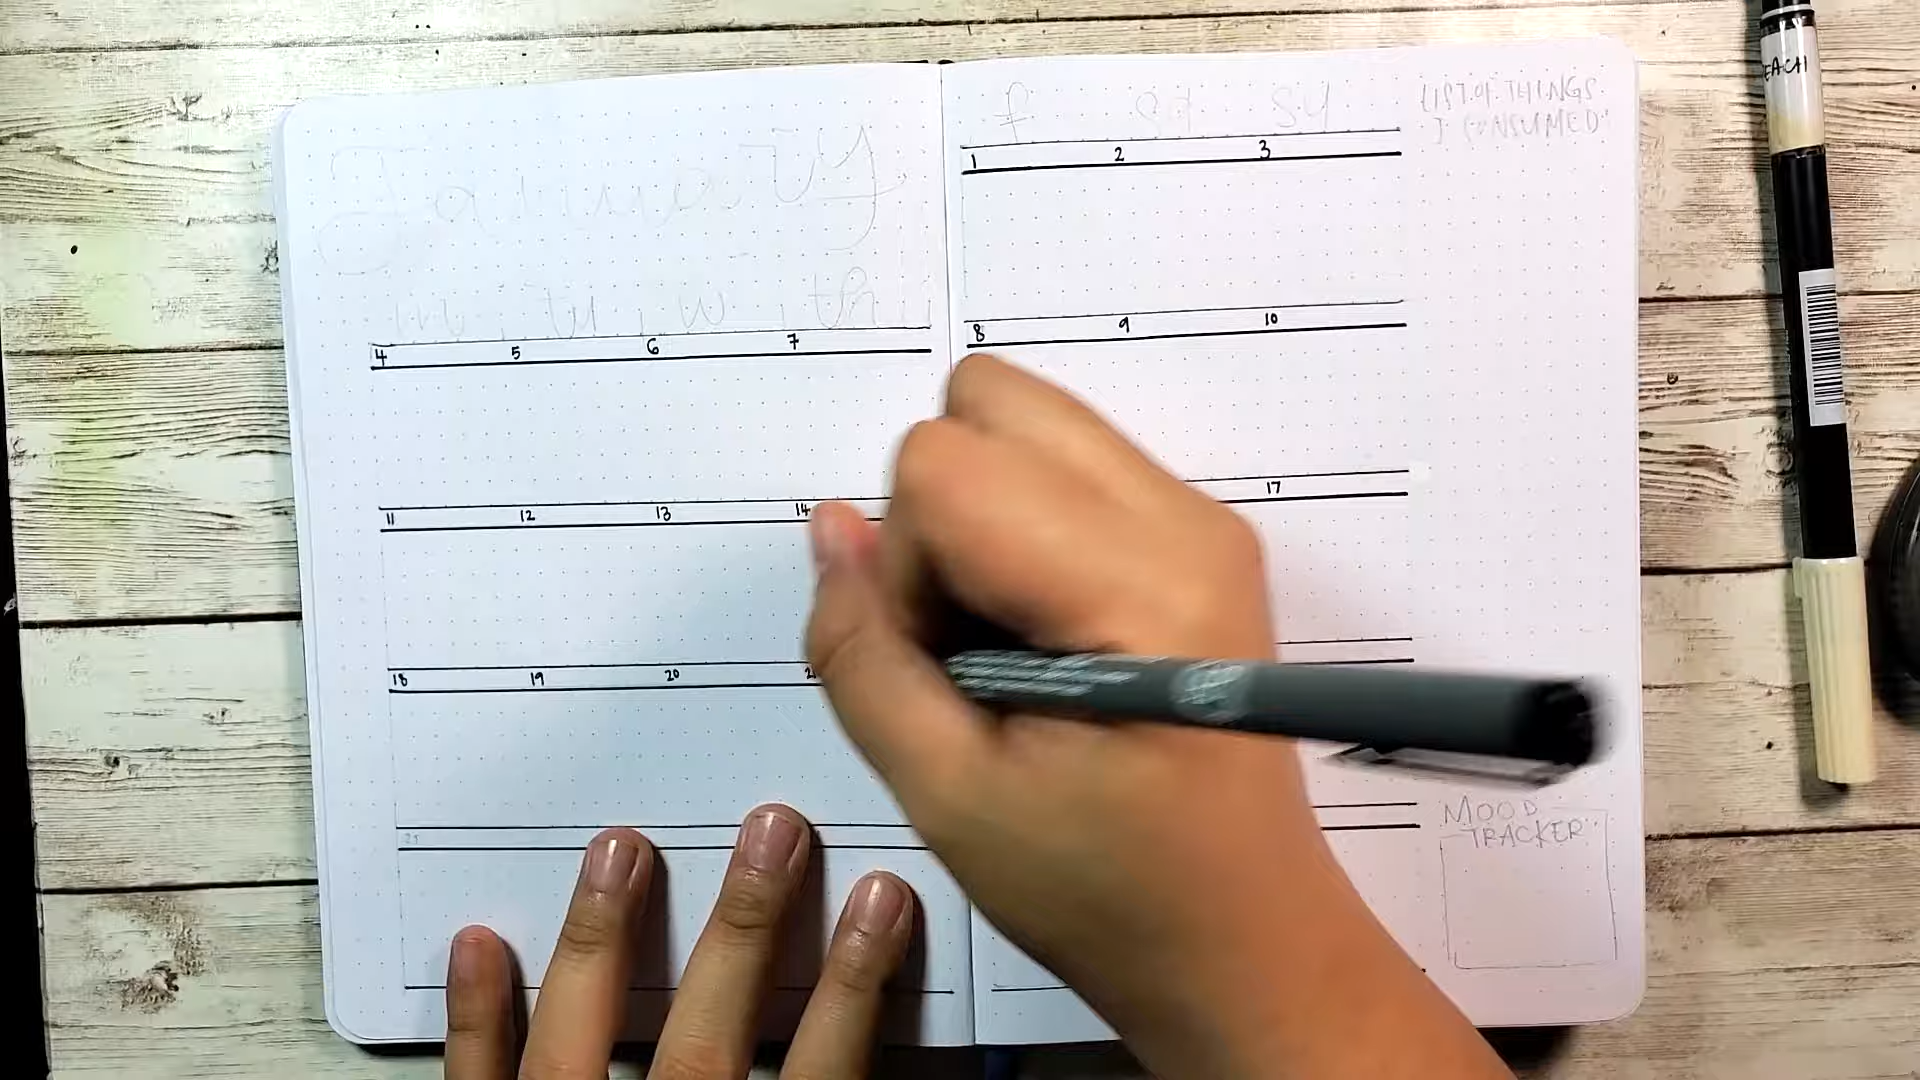 January
m tu w th
4 5 6 7
11 12 13 14
18 19 20
25
f sa su
1 2 3
8 9 10
17
LIST OF THINGS
I CONSUMED
MOOD
TRACKER